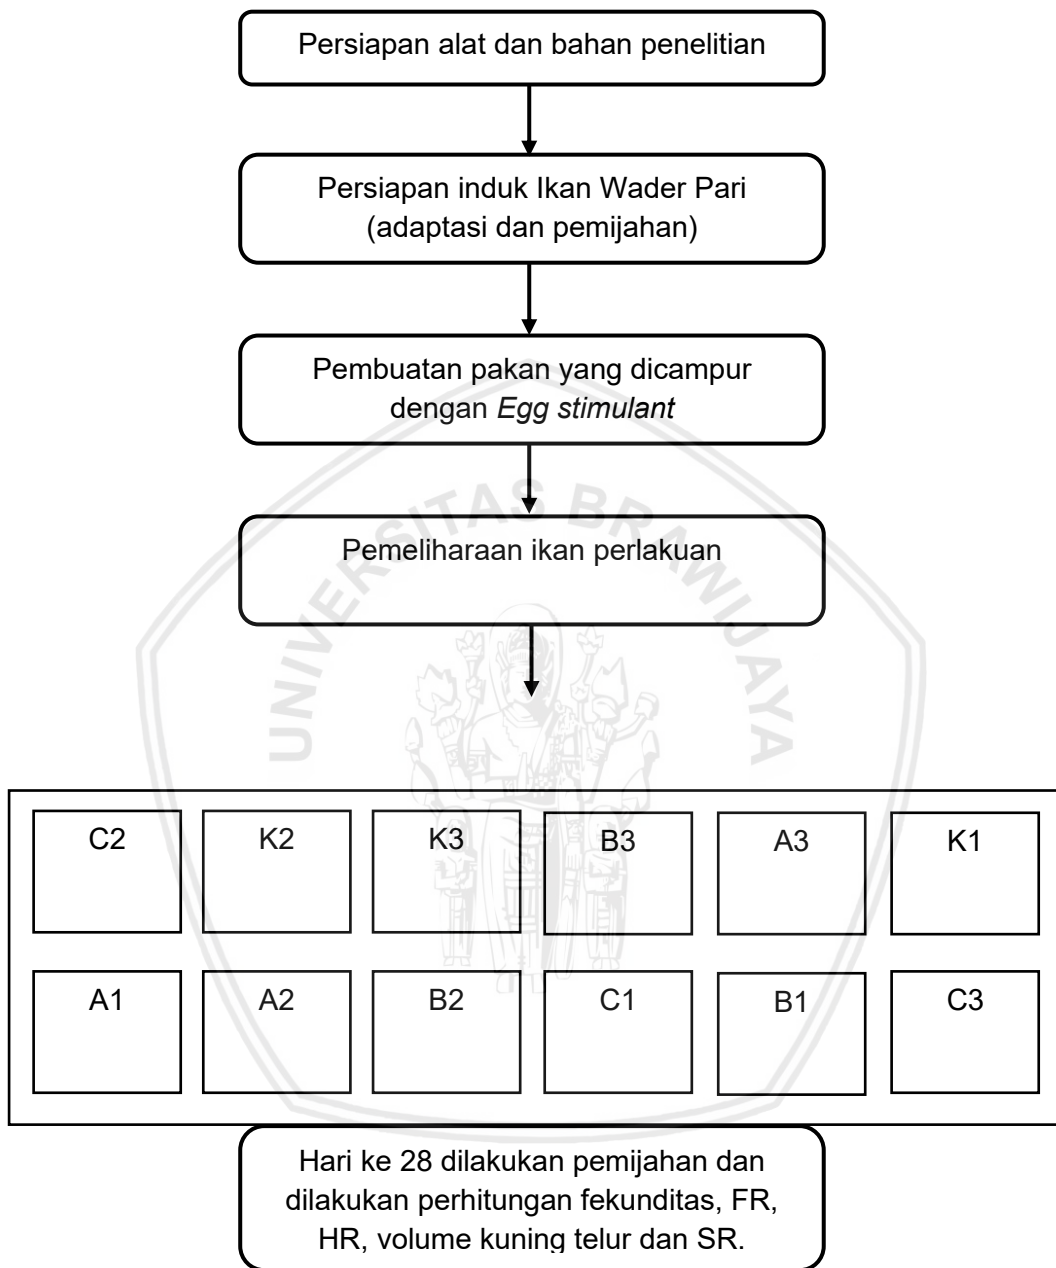 Persiapan alat dan bahan penelitian
Persiapan induk Ikan Wader Pari
(adaptasi dan pemijahan)
Pembuatan pakan yang dicampur
dengan Egg stimulant
UNIVERSITAS BRAWIJAYA
Pemeliharaan ikan perlakuan
C2 K2 K3 B3 A3 K1
A1 A2 B2 C1 B1 C3
Hari ke 28 dilakukan pemijahan dan
dilakukan perhitungan fekunditas, FR,
HR, volume kuning telur dan SR.